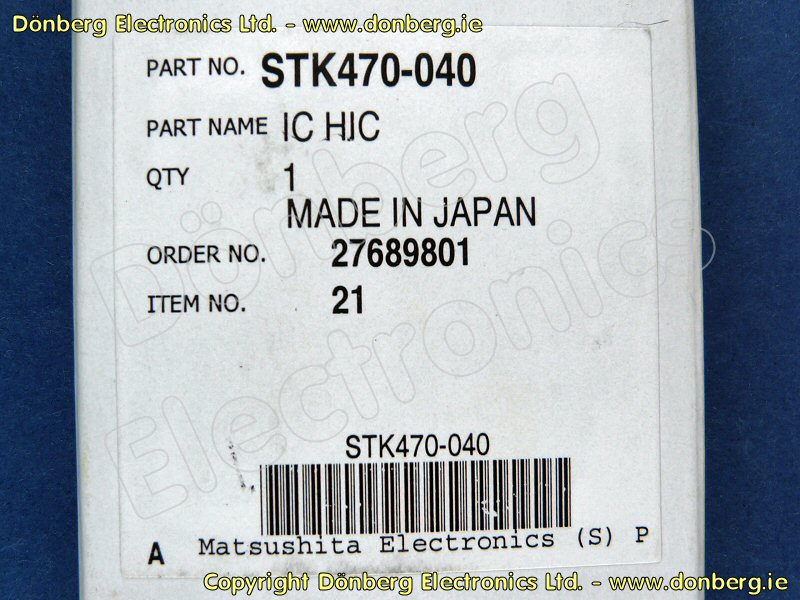 Dönberg Electronics Ltd. - www.donberg.ie
PART NO. STK470-040
PART NAME IC HIC
QTY 1
MADE IN JAPAN
ORDER NO. 27689801
ITEM NO. 21
Dönberg
Electronics
STK470-040
A Matsushita Electronics (S) P
Copyright Dönberg Electronics Ltd. - www.donberg.ie